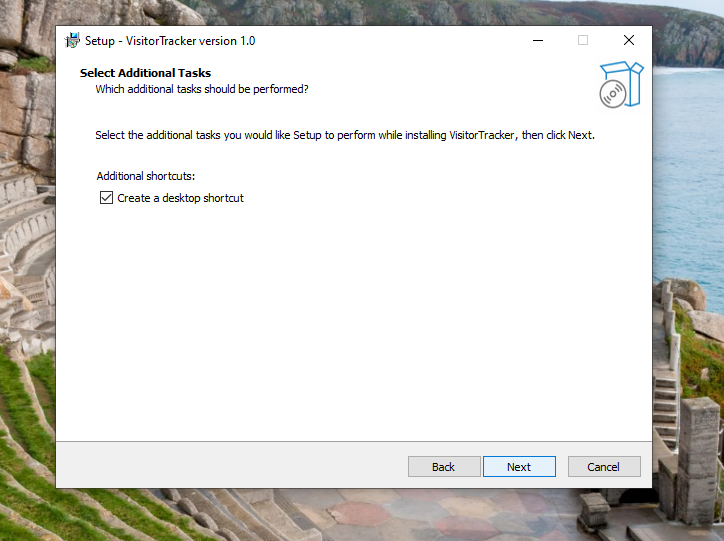 Setup - VisitorTracker version 1.0
Select Additional Tasks
Which additional tasks should be performed?
Select the additional tasks you would like Setup to perform while installing VisitorTracker, then click Next.
Additional shortcuts:
Create a desktop shortcut
Back
Next
Cancel